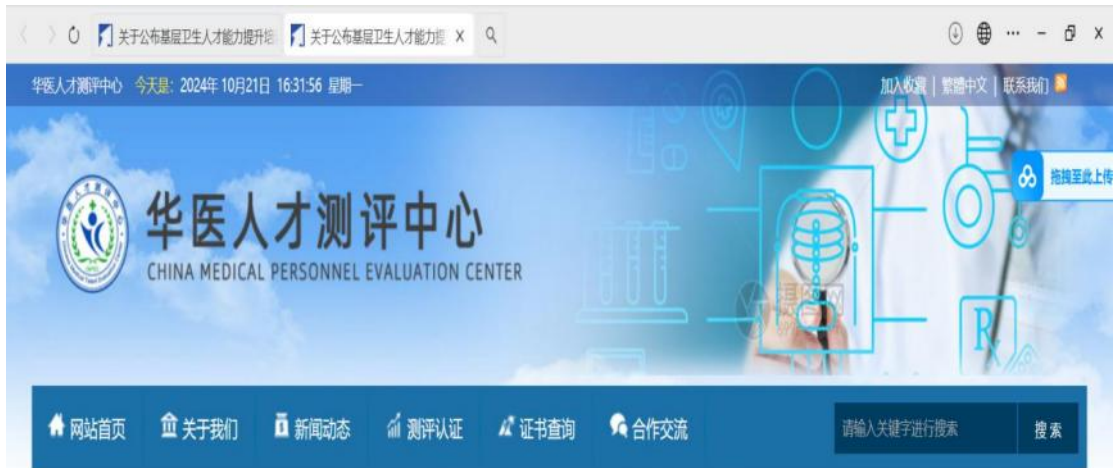 关于公布基层卫生人才能力提升培
关于公布基层卫生人才能力提
华医人才测评中心 今天是：2024年10月21日 16:31:56 星期一
加入收藏 | 繁體中文 | 联系我们
拖拽至此上传
华医人才测评中心
CHINA MEDICAL PERSONNEL EVALUATION CENTER
网站首页 关于我们 新闻动态 测评认证 证书查询 合作交流 请输入关键字进行搜索 搜索